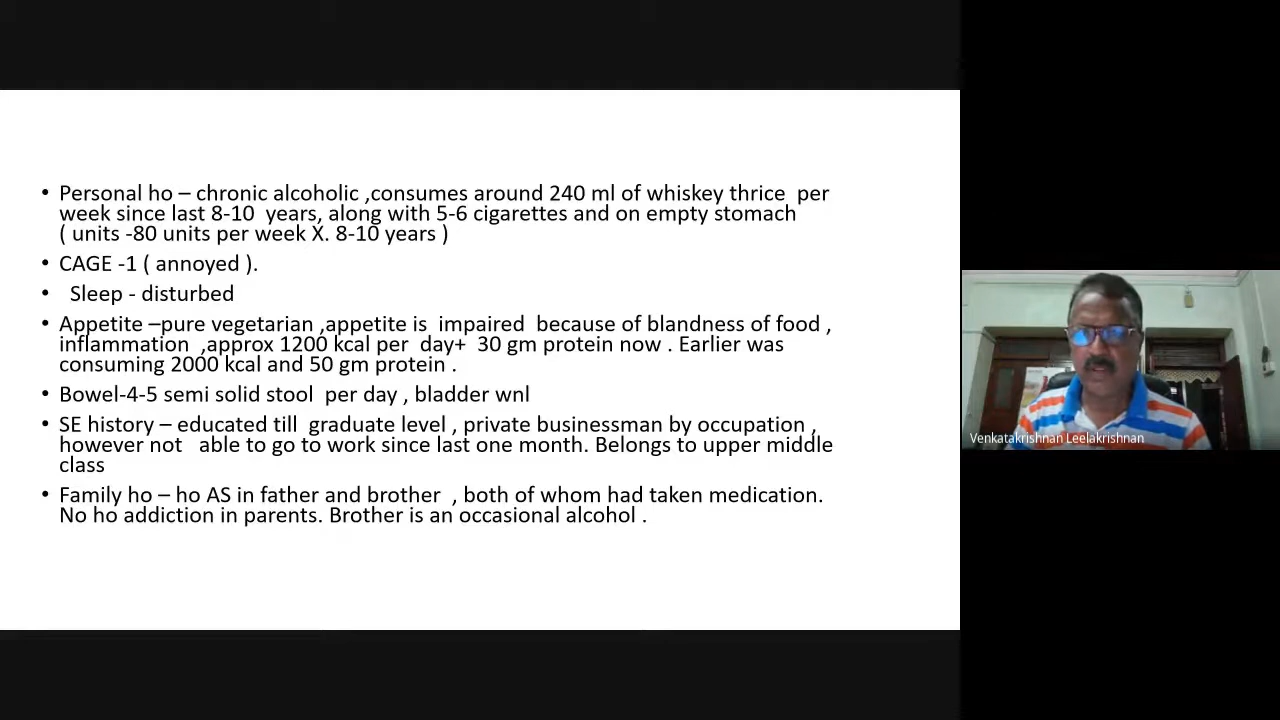 • Personal ho – chronic alcoholic ,consumes around 240 ml of whiskey thrice  per
week since last 8-10  years, along with 5-6 cigarettes and on empty stomach
( units -80 units per week X. 8-10 years )
• CAGE -1 ( annoyed ).
•  Sleep - disturbed
• Appetite –pure vegetarian ,appetite is  impaired  because of blandness of food ,
inflammation  ,approx 1200 kcal per  day+  30 gm protein now . Earlier was
consuming 2000 kcal and 50 gm protein .
• Bowel-4-5 semi solid stool  per day , bladder wnl
• SE history – educated till  graduate level , private businessman by occupation ,
however not   able to go to work since last one month. Belongs to upper middle
class
• Family ho – ho AS in father and brother  , both of whom had taken medication.
No ho addiction in parents. Brother is an occasional alcohol .
Venkatakrishnan Leelakrishnan